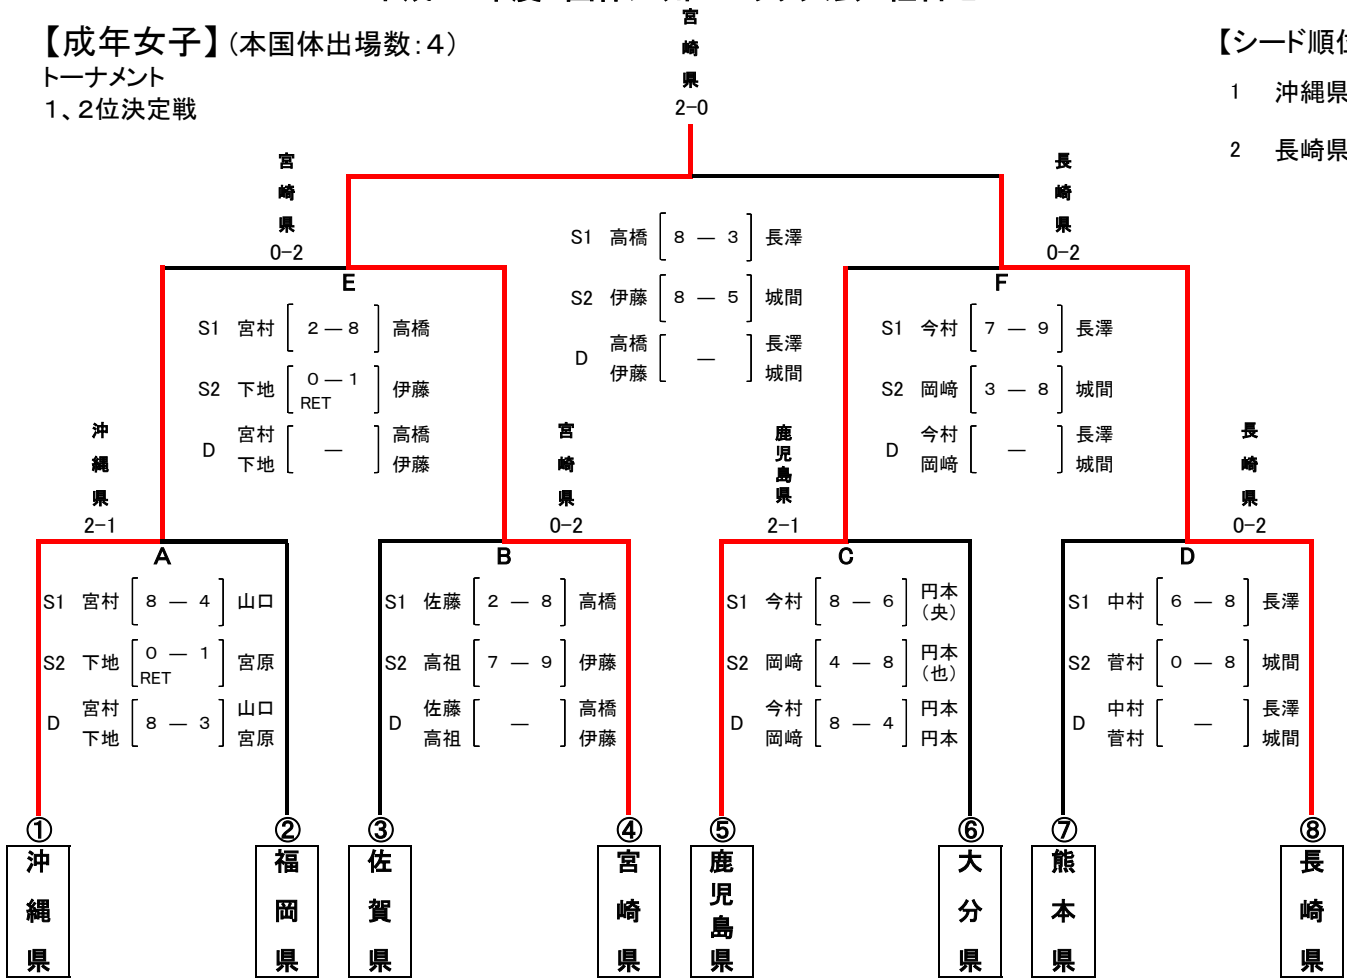 宮崎県
2-0
【成年女子】(本国体出場数:4)
トーナメント
1、2位決定戦
【シード順位
1 沖縄県
2 長崎県
宮崎県
0-2
長崎県
0-2
S1 高橋 8 — 3 長澤
S2 伊藤 8 — 5 城間
D 高橋 伊藤 — 長澤 城間
E
S1 宮村 2 — 8 高橋
S2 下地 0 — 1 RET 伊藤
D 宮村 下地 — 高橋 伊藤
F
S1 今村 7 — 9 長澤
S2 岡﨑 3 — 8 城間
D 今村 岡﨑 — 長澤 城間
沖縄県
2-1
宮崎県
0-2
鹿児島県
2-1
長崎県
0-2
A
S1 宮村 8 — 4 山口
S2 下地 0 — 1 RET 宮原
D 宮村 下地 8 — 3 山口 宮原
B
S1 佐藤 2 — 8 高橋
S2 高祖 7 — 9 伊藤
D 佐藤 高祖 — 高橋 伊藤
C
S1 今村 8 — 6 円本(央)
S2 岡﨑 4 — 8 円本(也)
D 今村 岡﨑 8 — 4 円本 円本
D
S1 中村 6 — 8 長澤
S2 菅村 0 — 8 城間
D 中村 菅村 — 長澤 城間
① 沖縄県
② 福岡県
③ 佐賀県
④ 宮崎県
⑤ 鹿児島県
⑥ 大分県
⑦ 熊本県
⑧ 長崎県